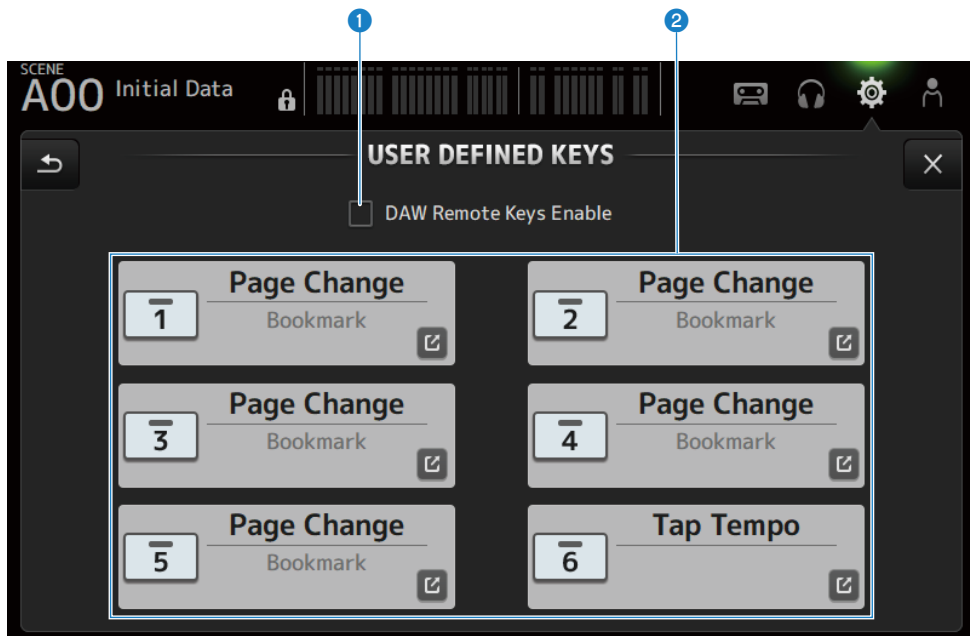 1 2
SCENE
A00 Initial Data
USER DEFINED KEYS
DAW Remote Keys Enable
1 Page Change
Bookmark
2 Page Change
Bookmark
3 Page Change
Bookmark
4 Page Change
Bookmark
5 Page Change
Bookmark
6 Tap Tempo